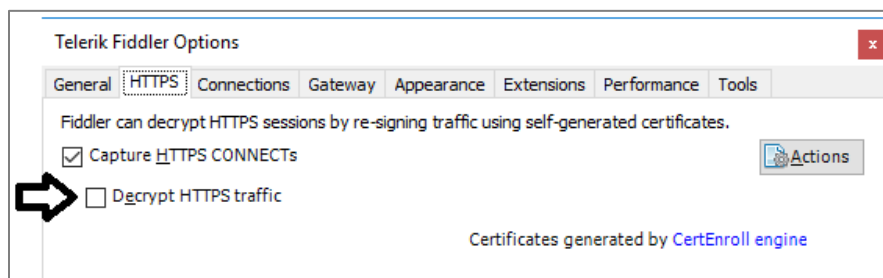 Telerik Fiddler Options
x
General HTTPS Connections Gateway Appearance Extensions Performance Tools
Fiddler can decrypt HTTPS sessions by re-signing traffic using self-generated certificates.
Capture HTTPS CONNECTs
Actions
Decrypt HTTPS traffic
Certificates generated by CertEnroll engine